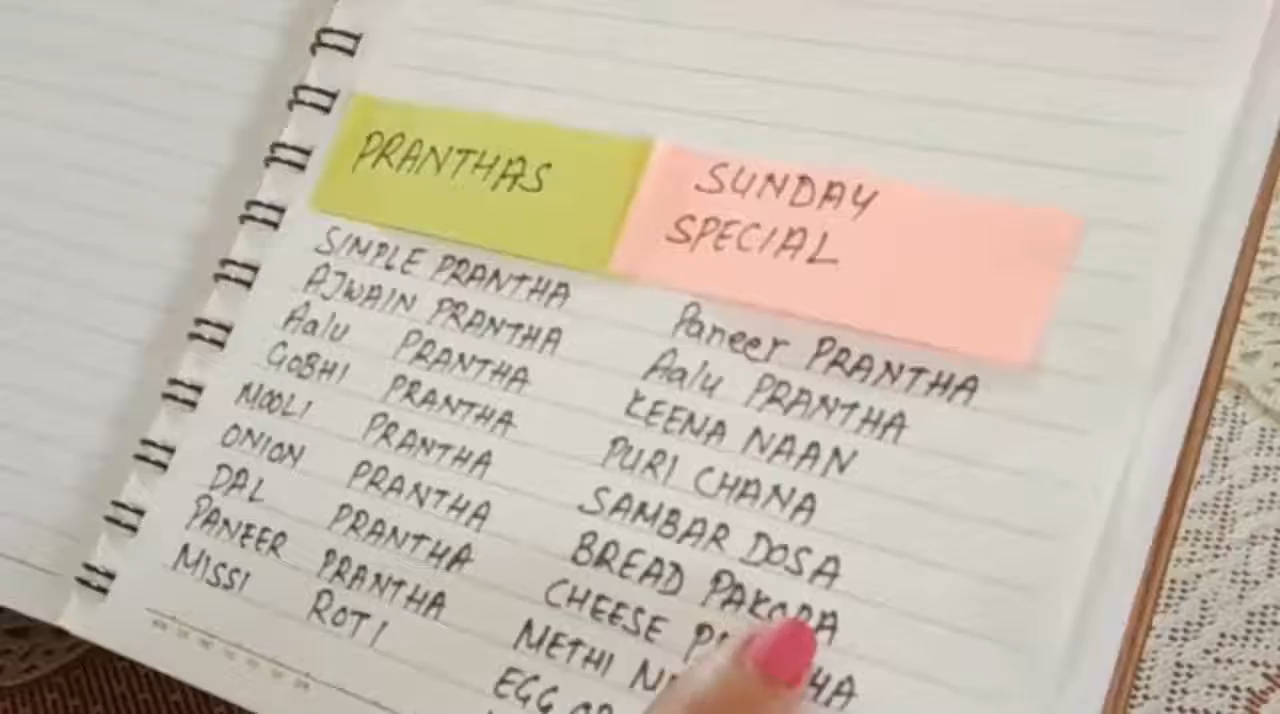 PRANTHAS
SIMPLE PRANTHA
AJWAIN PRANTHA
Aalu PRANTHA
GOBHI PRANTHA
MOOLI PRANTHA
ONION PRANTHA
DAL PRANTHA
PANEER PRANTHA
MISSI ROTI
SUNDAY
SPECIAL
Paneer PRANTHA
Aalu PRANTHA
KEENA NAAN
PURI CHANA
SAMBAR DOSA
BREAD PAKORA
CHEESE
METHI
EGG